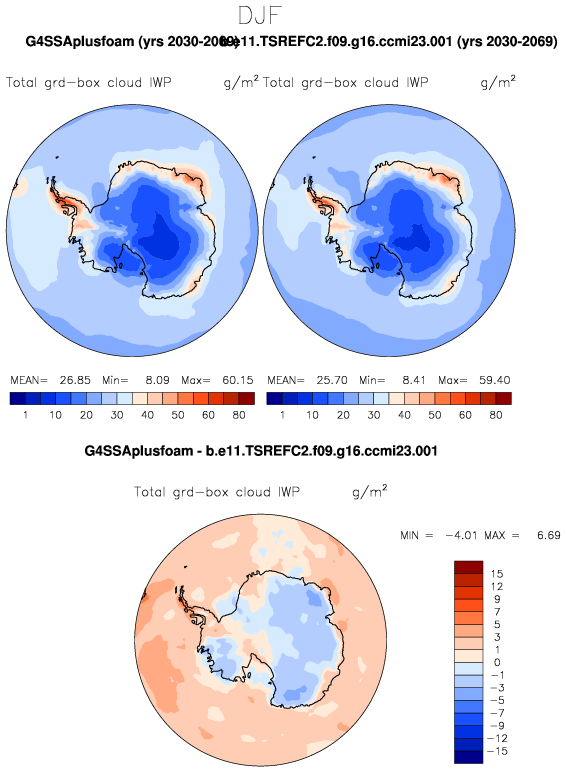 DJF
G4SSAplusfoam (yrs 2030-2069) b.e11.TSREFC2.f09.g16.ccmi23.001 (yrs 2030-2069)
Total grd-box cloud IWP g/m² Total grd-box cloud IWP g/m²
MEAN= 26.85 Min= 8.09 Max= 60.15 MEAN= 25.70 Min= 8.41 Max= 59.40
1 10 20 30 40 50 60 80 1 10 20 30 40 50 60 80
G4SSAplusfoam - b.e11.TSREFC2.f09.g16.ccmi23.001
Total grd-box cloud IWP g/m²
MIN = -4.01 MAX = 6.69
15
12
9
7
5
3
1
0
-1
-3
-5
-7
-9
-12
-15